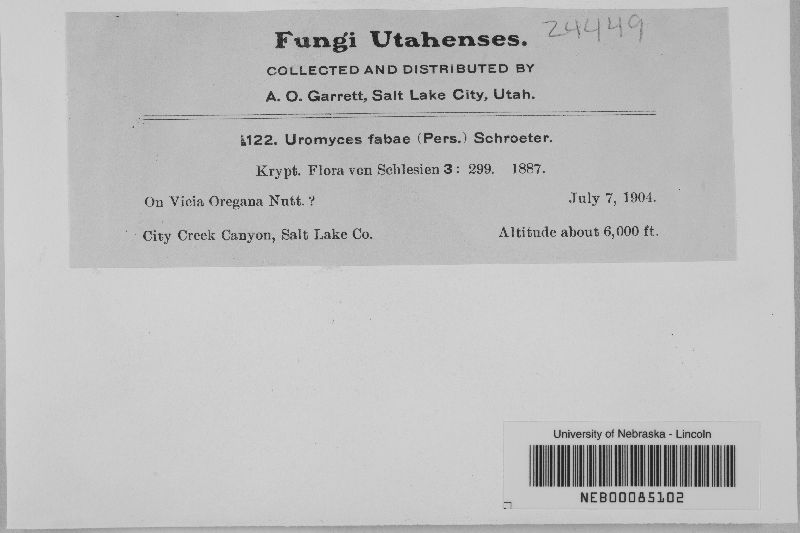 Fungi Utahenses.
24449
COLLECTED AND DISTRIBUTED BY
A. O. Garrett, Salt Lake City, Utah.
122. Uromyces fabae (Pers.) Schroeter.
Krypt. Flora von Schlesien 3: 299. 1887.
On Vicia Oregana Nutt. ?
July 7, 1904.
City Creek Canyon, Salt Lake Co.
Altitude about 6,000 ft.
University of Nebraska - Lincoln
NEB00085102